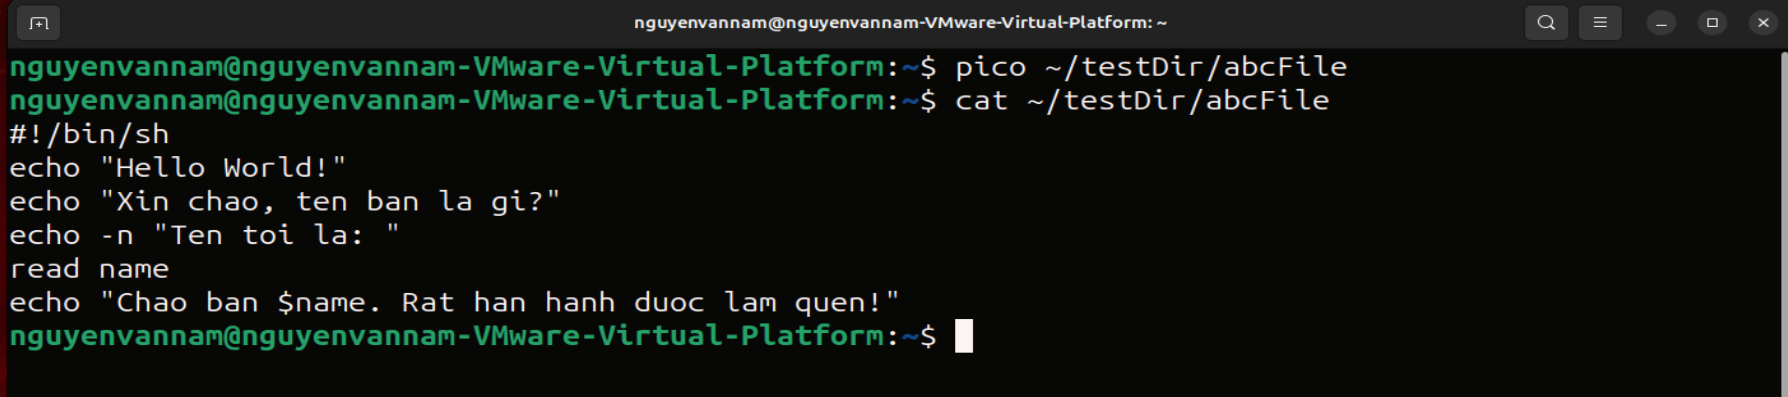 nguyenvannam@nguyenvannam-VMware-Virtual-Platform: ~
nguyenvannam@nguyenvannam-VMware-Virtual-Platform:~$ pico ~/testDir/abcFile
nguyenvannam@nguyenvannam-VMware-Virtual-Platform:~$ cat ~/testDir/abcFile
#!/bin/sh
echo "Hello World!"
echo "Xin chao, ten ban la gi?"
echo -n "Ten toi la: "
read name
echo "Chao ban $name. Rat han hanh duoc lam quen!"
nguyenvannam@nguyenvannam-VMware-Virtual-Platform:~$